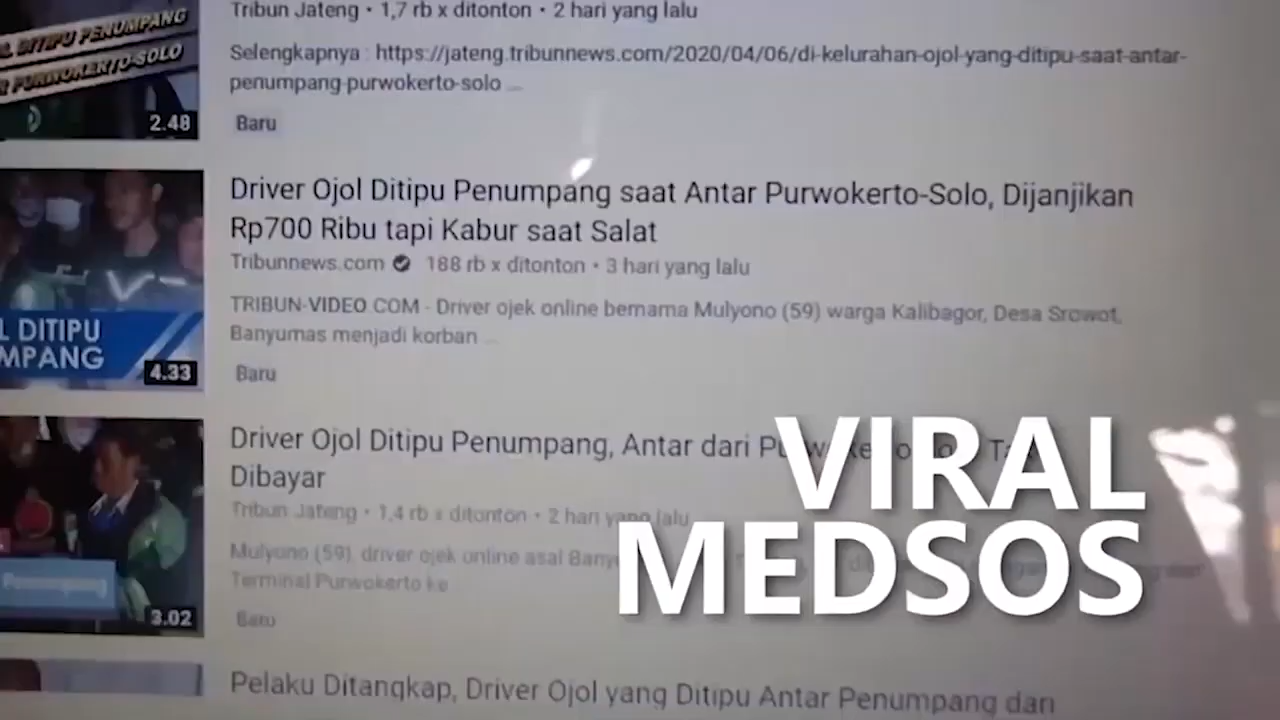 L DITIPU PENUMPANG
PURWOKERTO-SOLO
2.48
Tribun Jateng • 1,7 rb x ditonton • 2 hari yang lalu
Selengkapnya : https://jateng.tribunnews.com/2020/04/06/di-kelurahan-ojol-yang-ditipu-saat-antar-
penumpang-purwokerto-solo ...
Baru
L DITIPU
MPANG
4.33
Driver Ojol Ditipu Penumpang saat Antar Purwokerto-Solo, Dijanjikan
Rp700 Ribu tapi Kabur saat Salat
Tribunnews.com 188 rb x ditonton • 3 hari yang lalu
TRIBUN-VIDEO.COM - Driver ojek online bernama Mulyono (59) warga Kalibagor, Desa Srowot,
Banyumas menjadi korban ...
Baru
Penumpang
3.02
Driver Ojol Ditipu Penumpang, Antar dari
Dibayar
Tribun Jateng • 1,4 rb x ditonton • 2 hari yang lalu
Mulyono (59), driver ojek online asal
Terminal Purwokerto ke
Baru
VIRAL
MEDSOS
Pelaku Ditangkap, Driver Ojol yang Ditipu Antar Penumpang dari